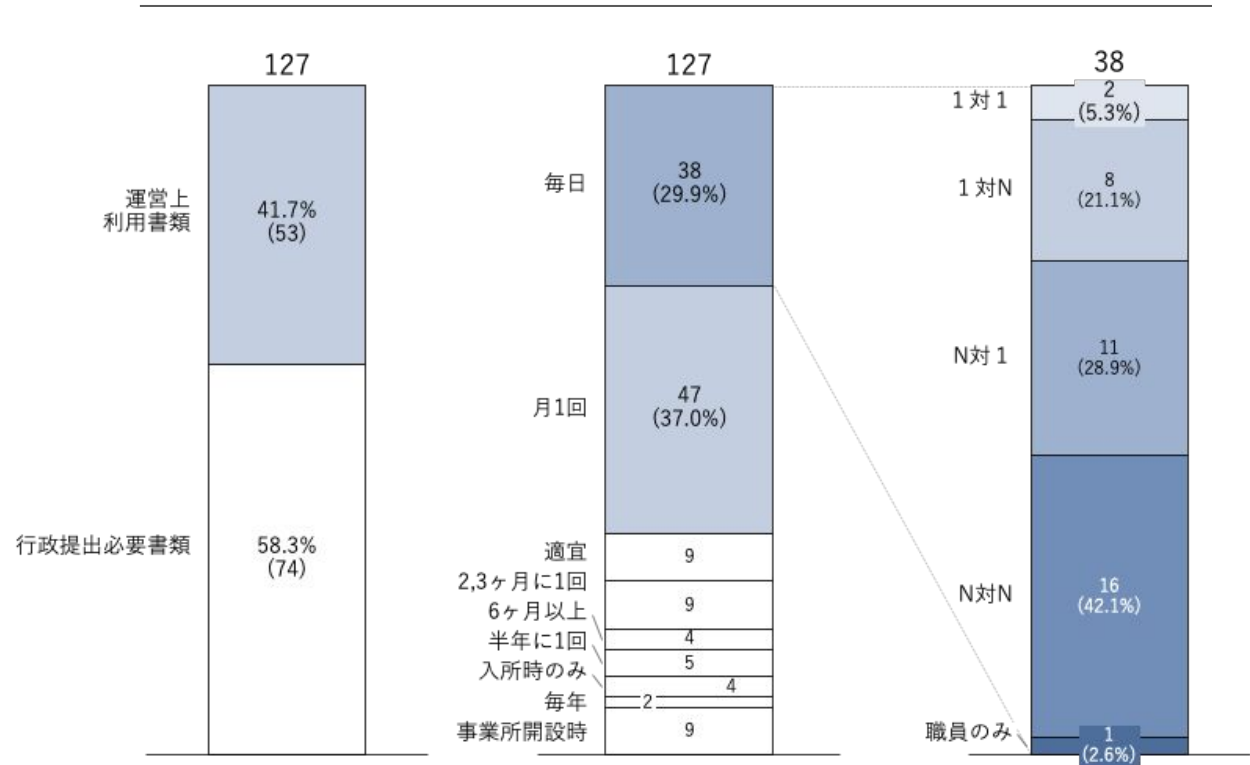 127
運営上
利用書類
41.7%
(53)
行政提出必要書類
58.3%
(74)
127
毎日
38
(29.9%)
月1回
47
(37.0%)
適宜
9
2,3ヶ月に1回
9
6ヶ月以上
4
半年に1回
5
入所時のみ
4
毎年
2
事業所開設時
9
38
1対1
2
(5.3%)
1対N
8
(21.1%)
N対1
11
(28.9%)
N対N
16
(42.1%)
職員のみ
1
(2.6%)